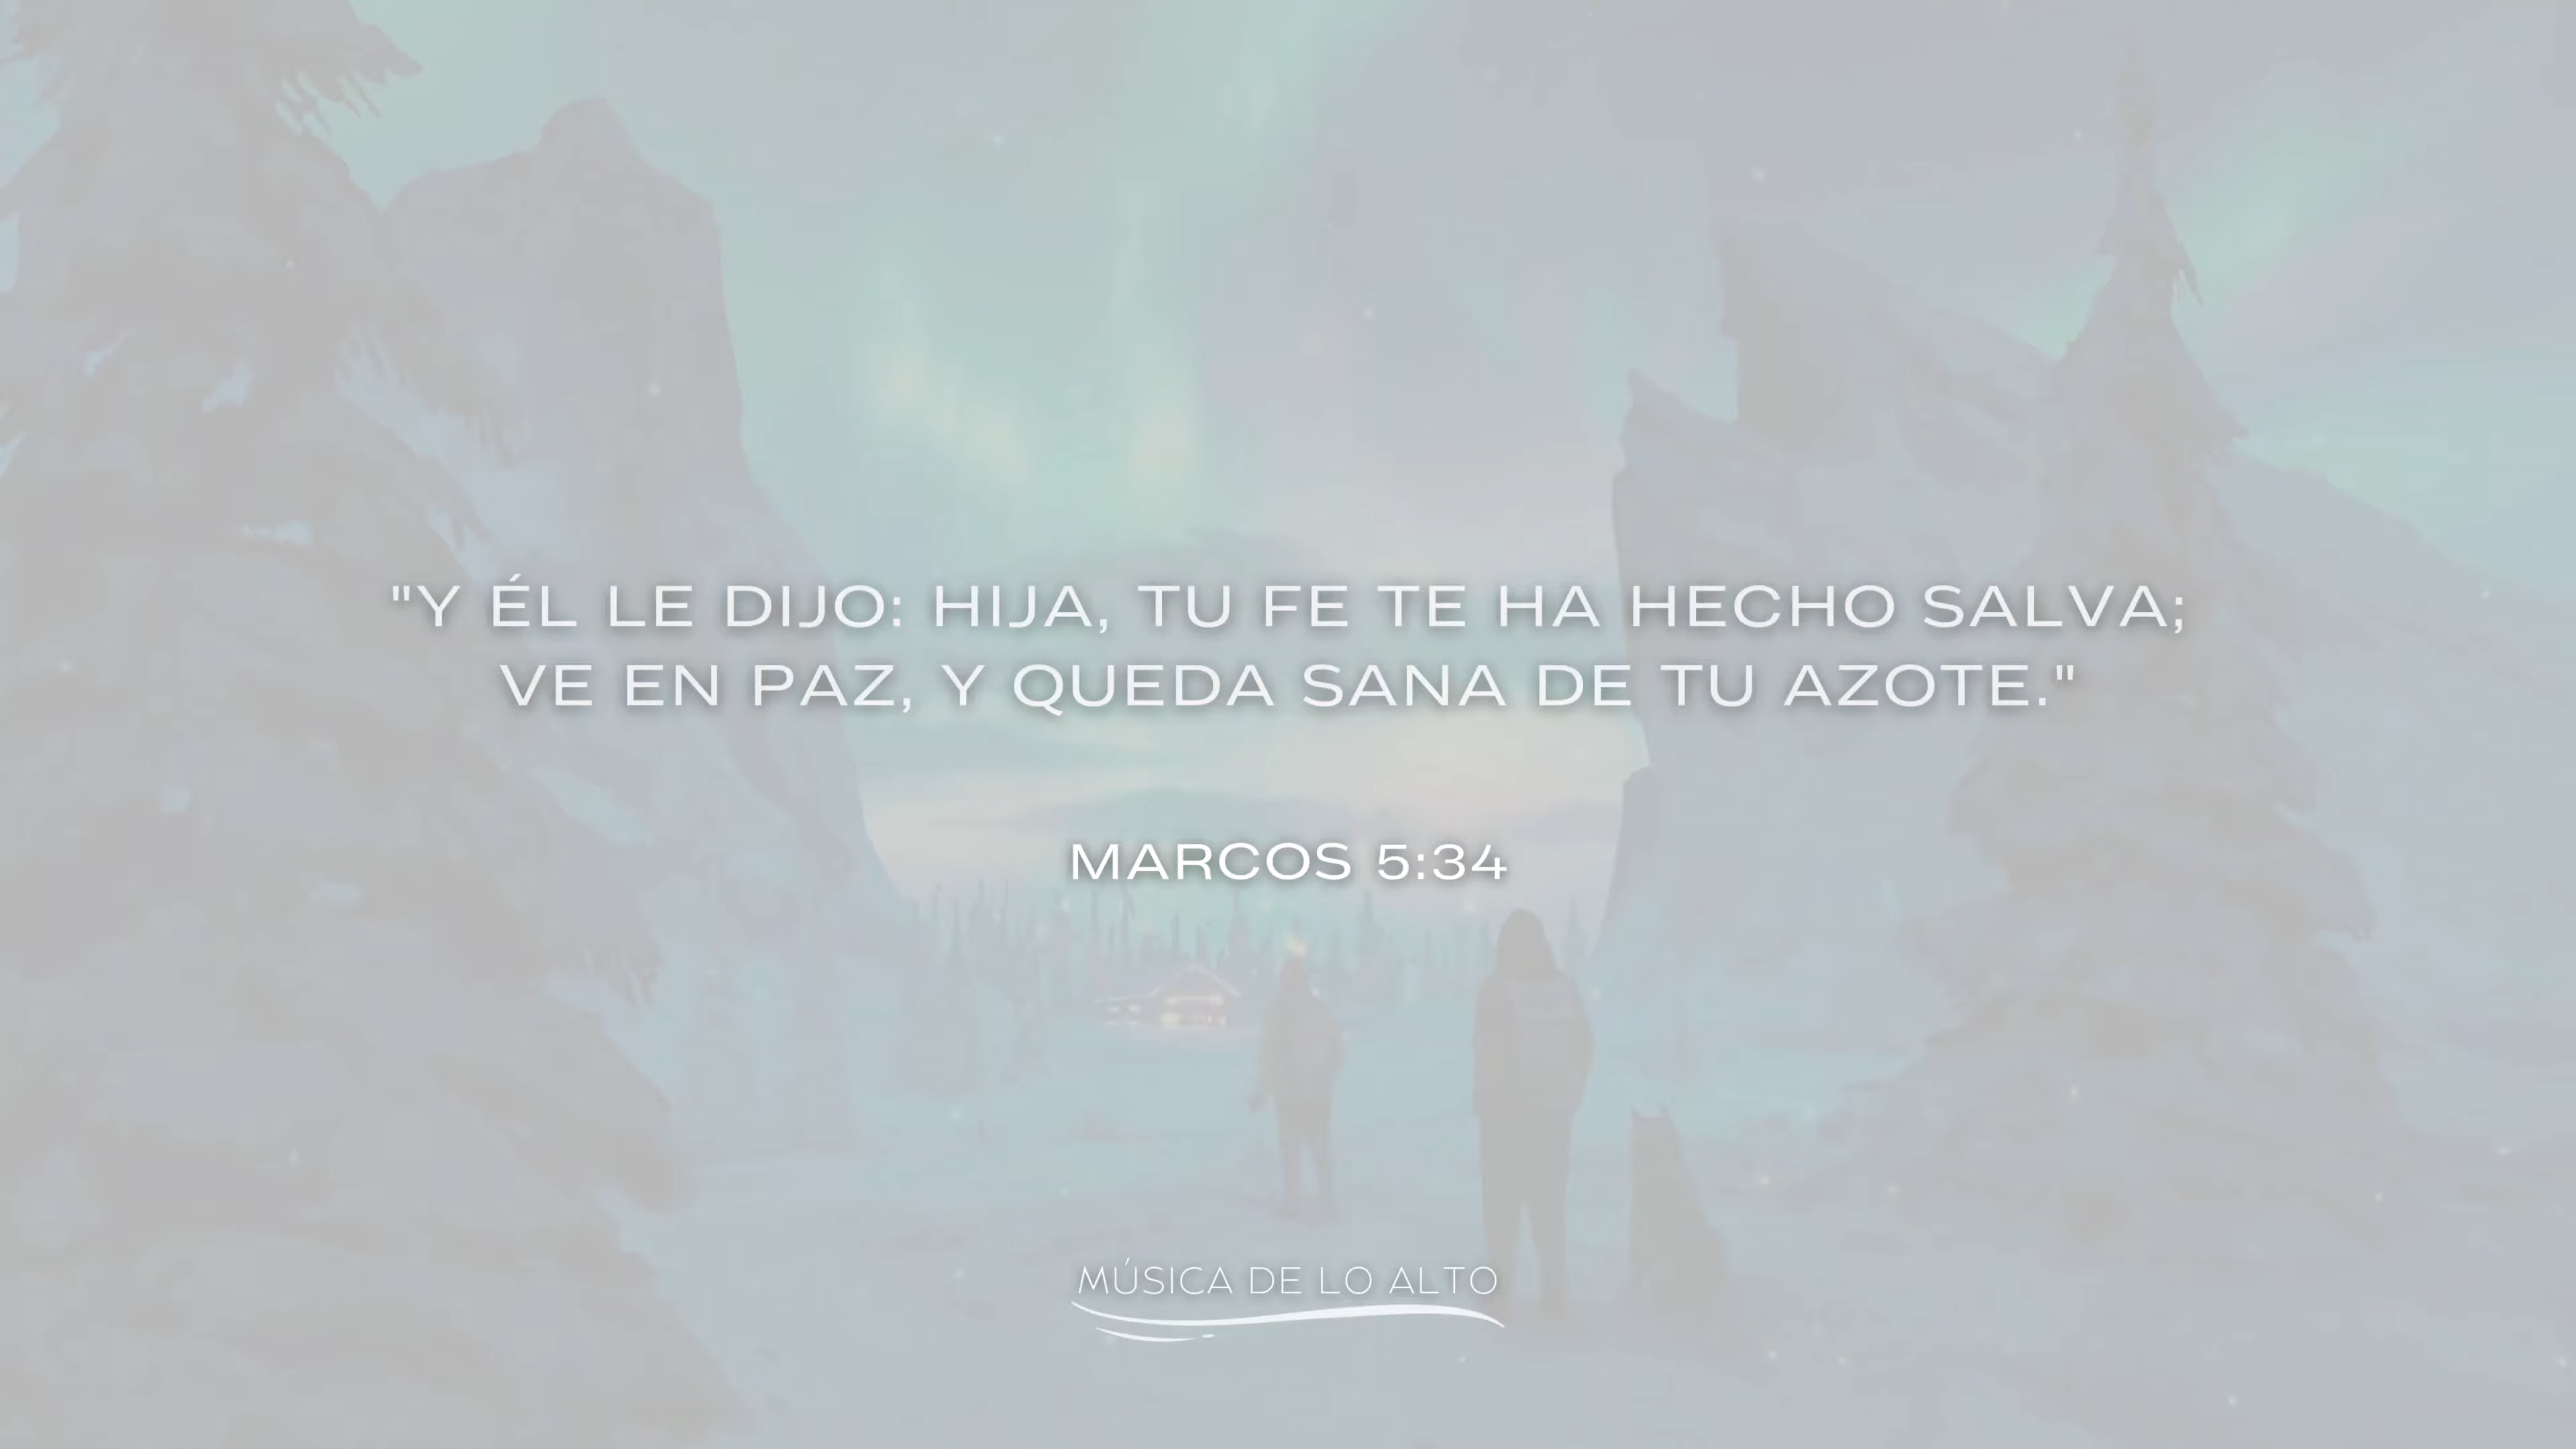 "Y ÉL LE DIJO: HIJA, TU FE TE HA HECHO SALVA;
VE EN PAZ, Y QUEDA SANA DE TU AZOTE."
MARCOS 5:34
MÚSICA DE LO ALTO